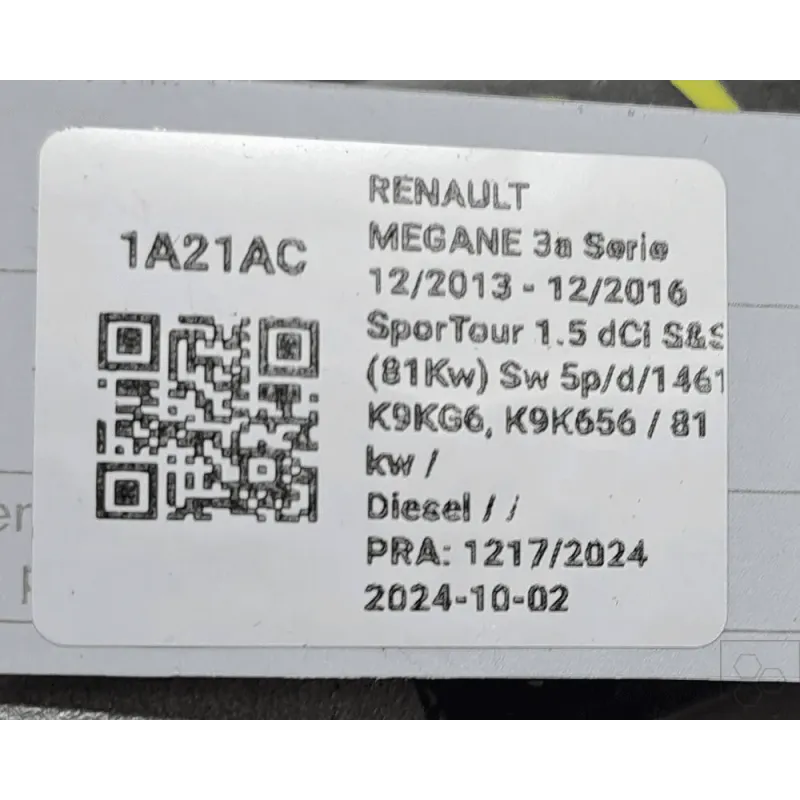 1A21AC
RENAULT
MEGANE 3a Serie
12/2013 - 12/2016
SporTour 1.5 dCi S&S
(81Kw) Sw 5p/d/1461
K9KG6, K9K656 / 81
kw /
Diesel / /
PRA: 1217/2024
2024-10-02